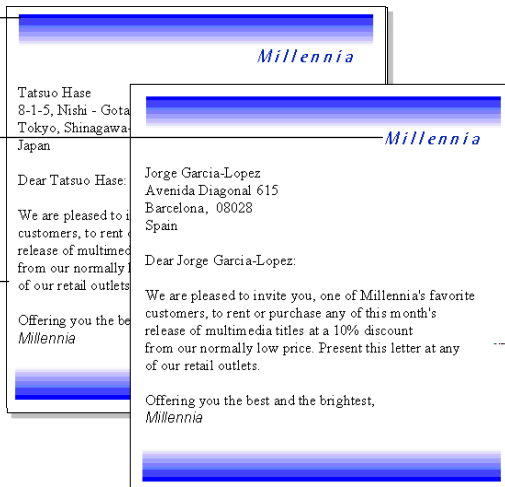 Millennia
Tatsuo Hase
8-1-5, Nishi - Gota
Tokyo, Shinagawa-
Japan
Dear Tatsuo Hase:
We are pleased to i
customers, to rent
release of multimed
from our normally
of our retail outlets
Offering you the be
Millennia
Millennia
Jorge Garcia-Lopez
Avenida Diagonal 615
Barcelona, 08028
Spain
Dear Jorge Garcia-Lopez:
We are pleased to invite you, one of Millennia's favorite
customers, to rent or purchase any of this month's
release of multimedia titles at a 10% discount
from our normally low price. Present this letter at any
of our retail outlets.
Offering you the best and the brightest,
Millennia